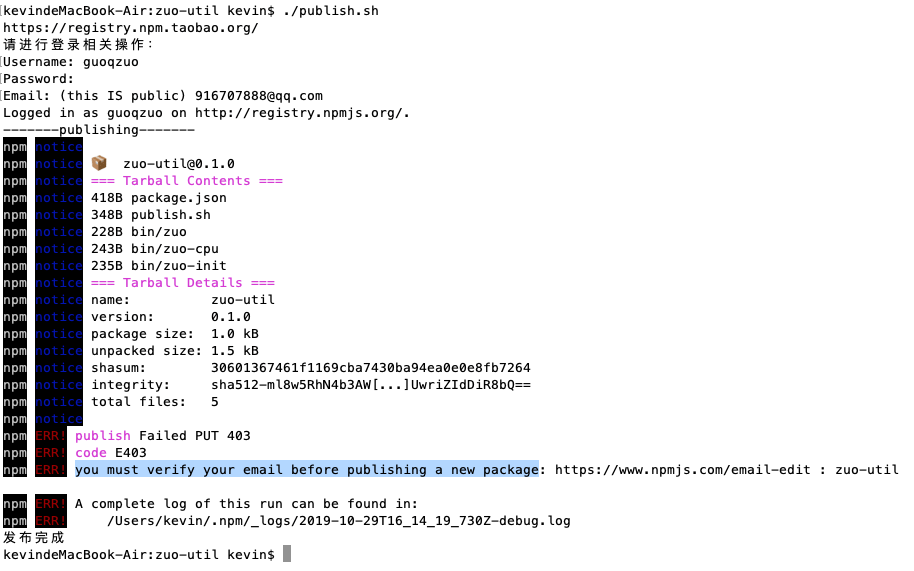 kevindeMacBook-Air:zuo-util kevin$ ./publish.sh
https://registry.npm.taobao.org/
请进行登录相关操作：
Username: guoqzuo
Password:
Email: (this IS public) 916707888@qq.com
Logged in as guoqzuo on http://registry.npmjs.org/.
-------publishing-------
npm notice
npm notice 📦  zuo-util@0.1.0
npm notice === Tarball Contents ===
npm notice 418B package.json
npm notice 348B publish.sh
npm notice 228B bin/zuo
npm notice 243B bin/zuo-cpu
npm notice 235B bin/zuo-init
npm notice === Tarball Details ===
npm notice name:          zuo-util
npm notice version:       0.1.0
npm notice package size:  1.0 kB
npm notice unpacked size: 1.5 kB
npm notice shasum:        30601367461f1169cba7430ba94ea0e0e8fb7264
npm notice integrity:     sha512-ml8w5RhN4b3AW[...]UwriZIdDiR8bQ==
npm notice total files:   5
npm notice
npm ERR! publish Failed PUT 403
npm ERR! code E403
npm ERR! you must verify your email before publishing a new package: https://www.npmjs.com/email-edit : zuo-util
npm ERR! A complete log of this run can be found in:
npm ERR!     /Users/kevin/.npm/_logs/2019-10-29T16_14_19_730Z-debug.log
发布完成
kevindeMacBook-Air:zuo-util kevin$